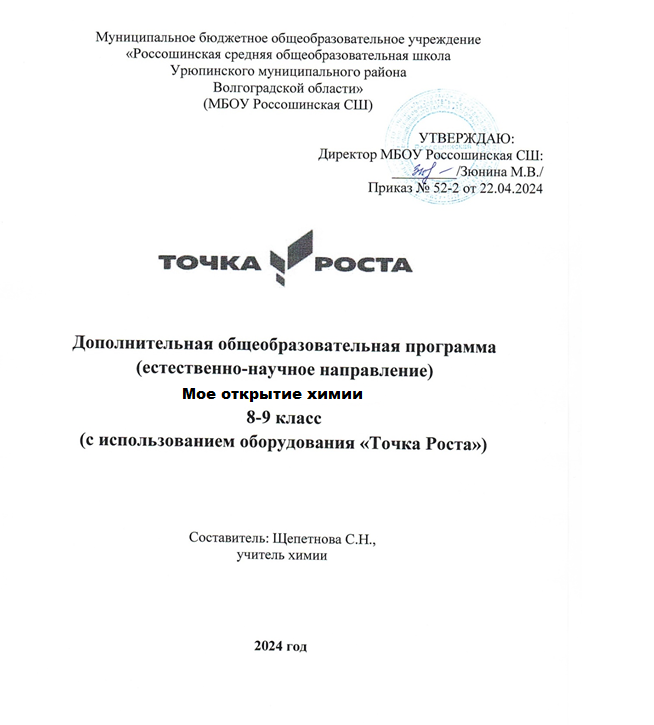 Муниципальное бюджетное общеобразовательное учреждение
«Россошинская средняя общеобразовательная школа
Урюпинского муниципального района
Волгоградской области»
(МБОУ Россошинская СШ)
УТВЕРЖДАЮ:
Директор МБОУ Россошинская СШ:
/Зюнина М.В./
Приказ № 52-2 от 22.04.2024
ТОЧКА РОСТА
Дополнительная общеобразовательная программа
(естественно-научное направление)
Мое открытие химии
8-9 класс
(с использованием оборудования «Точка Роста»)
Составитель: Щепетнова С.Н.,
учитель химии
2024 год